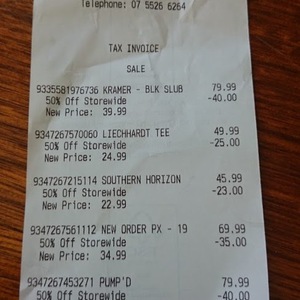 Telephone: 07 5526 6264
TAX INVOICE
SALE
9335581976736 KRAMER - BLK SLUB 79.99
50% Off Storewide -40.00
New Price: 39.99
9347267570060 LIECHHARDT TEE 49.99
50% Off Storewide -25.00
New Price: 24.99
9347267215114 SOUTHERN HORIZON 45.99
50% Off Storewide -23.00
New Price: 22.99
9347267561112 NEW ORDER PX - 19 69.99
50% Off Storewide -35.00
New Price: 34.99
9347267453271 PUMP'D 79.99
50% Off Storewide -40.00